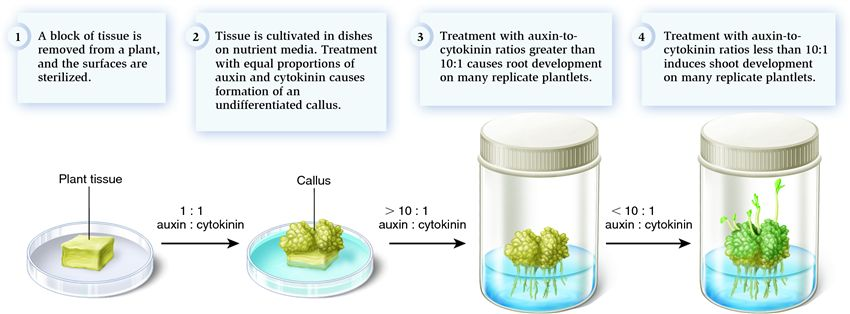 1
A block of tissue is
removed from a plant,
and the surfaces are
sterilized.
2
Tissue is cultivated in dishes
on nutrient media. Treatment
with equal proportions of
auxin and cytokinin causes
formation of an
undifferentiated callus.
3
Treatment with auxin-to-
cytokinin ratios greater than
10:1 causes root development
on many replicate plantlets.
4
Treatment with auxin-to-
cytokinin ratios less than 10:1
induces shoot development
on many replicate plantlets.
Plant tissue
1 : 1
auxin : cytokinin
Callus
> 10 : 1
auxin : cytokinin
< 10 : 1
auxin : cytokinin